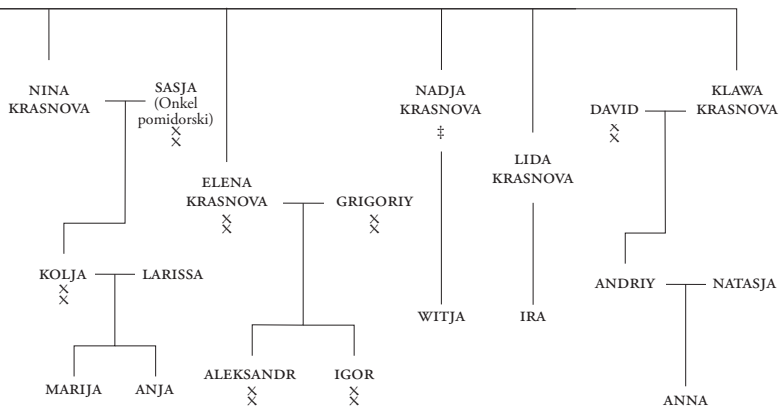 NINA
KRASNOVA
SASJA
(Onkel
pomidorski)
X
X
NADJA
KRASNOVA
‡
DAVID
X
X
KLAWA
KRASNOVA
LIDA
KRASNOVA
ELENA
KRASNOVA
X
X
GRIGORIY
X
X
KOLJA
X
X
LARISSA
ANDRIY
NATASJA
WITJA
IRA
MARIJA
ANJA
ALEKSANDR
X
X
IGOR
X
X
ANNA